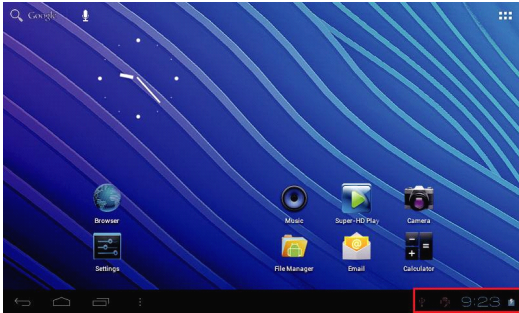 Google
Browser
Music
Super-HD Play
Camera
Settings
File Manager
Email
Calculator
9:23